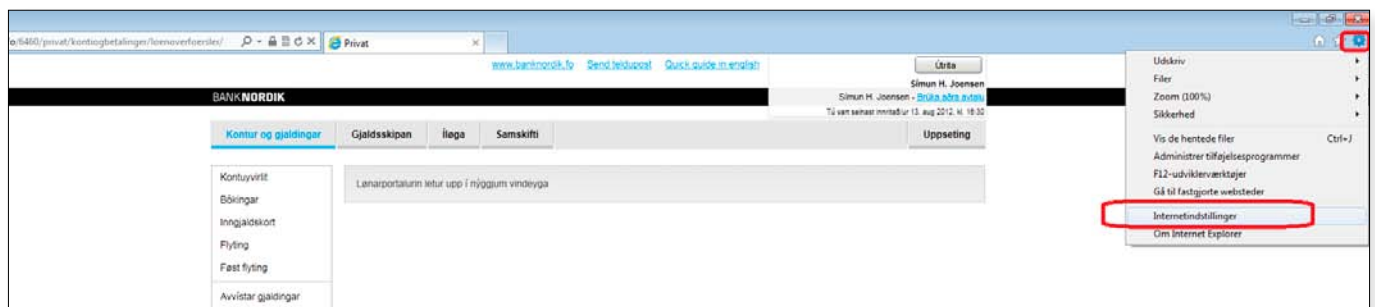 o/6460/privat/kontiogbetalinger/loenoverfoersler/
Privat
www.banknordik.fo Send teldupost Quick guide in english
Útrita
Símun H. Joensen
BANKNORDIK
Símun H. Joensen - Brúka aðra avtalu
Tú vart seinast innritaður 13. aug 2012, kl. 16:30
Kontur og gjaldingar Gjaldsskipan Íløga Samskifti Uppseting
Kontuyvirlit
Bókingar
Inngjaldskort
Flyting
Føst flyting
Avvístar gjaldingar
Lønarportalurin letur upp í nýggjum vindeyga
Udskriv
Filer
Zoom (100%)
Sikkerhed
Vis de hentede filer Ctrl+J
Administrer tilføjelsesprogrammer
F12-udviklerværktøjer
Gå til fastgjorte websteder
Internetindstillinger
Om Internet Explorer